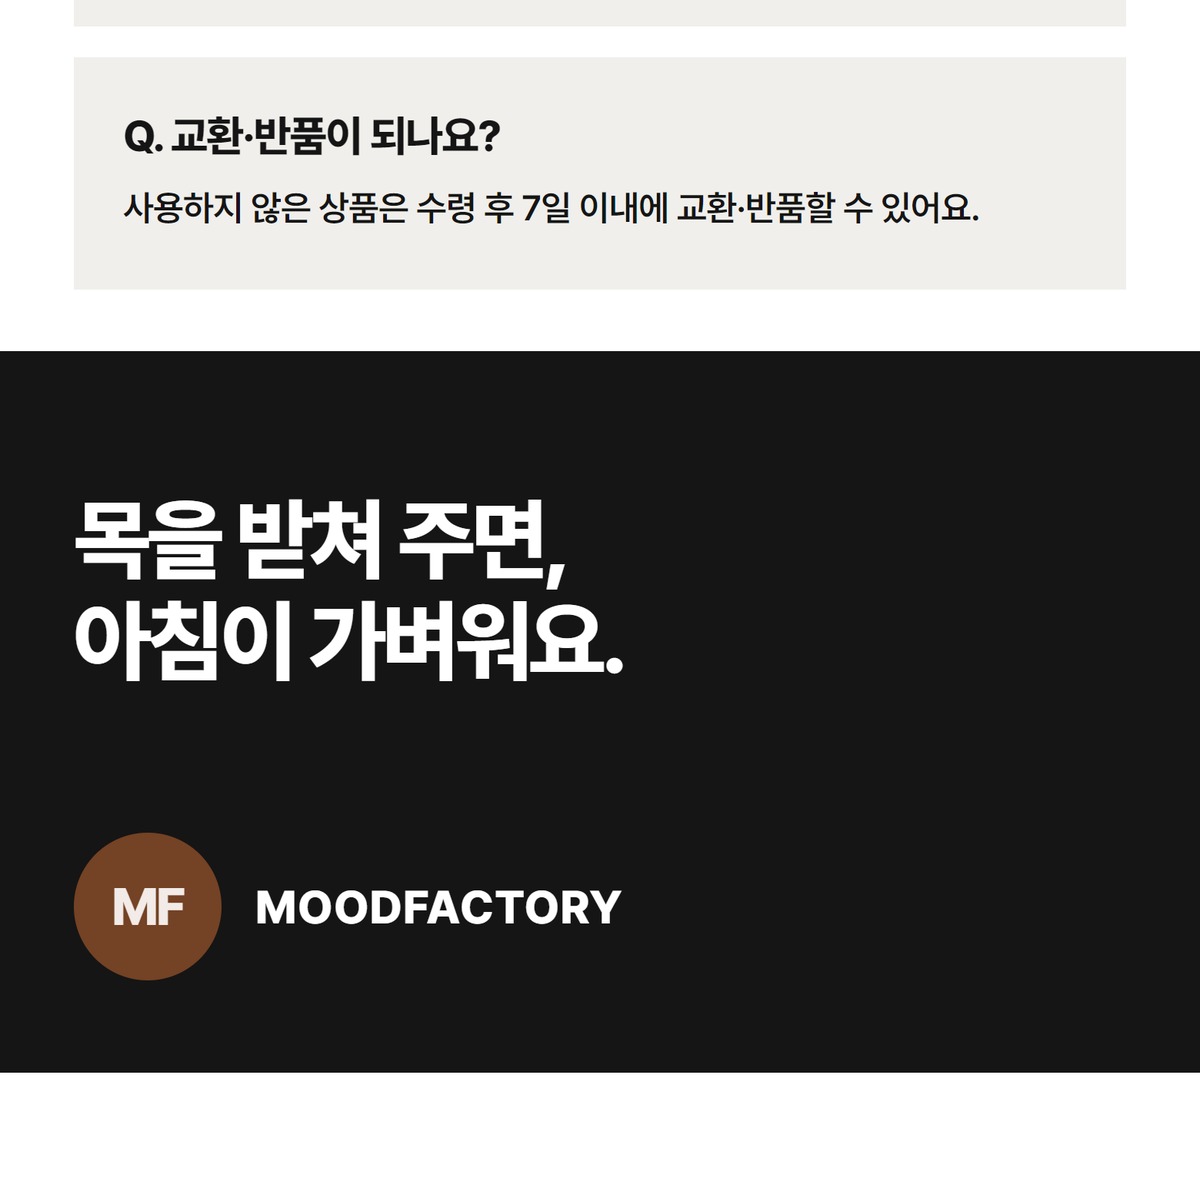 Q. 교환·반품이 되나요?
사용하지 않은 상품은 수령 후 7일 이내에 교환·반품할 수 있어요.
목을 받쳐 주면,
아침이 가벼워요.
MF
MOODFACTORY